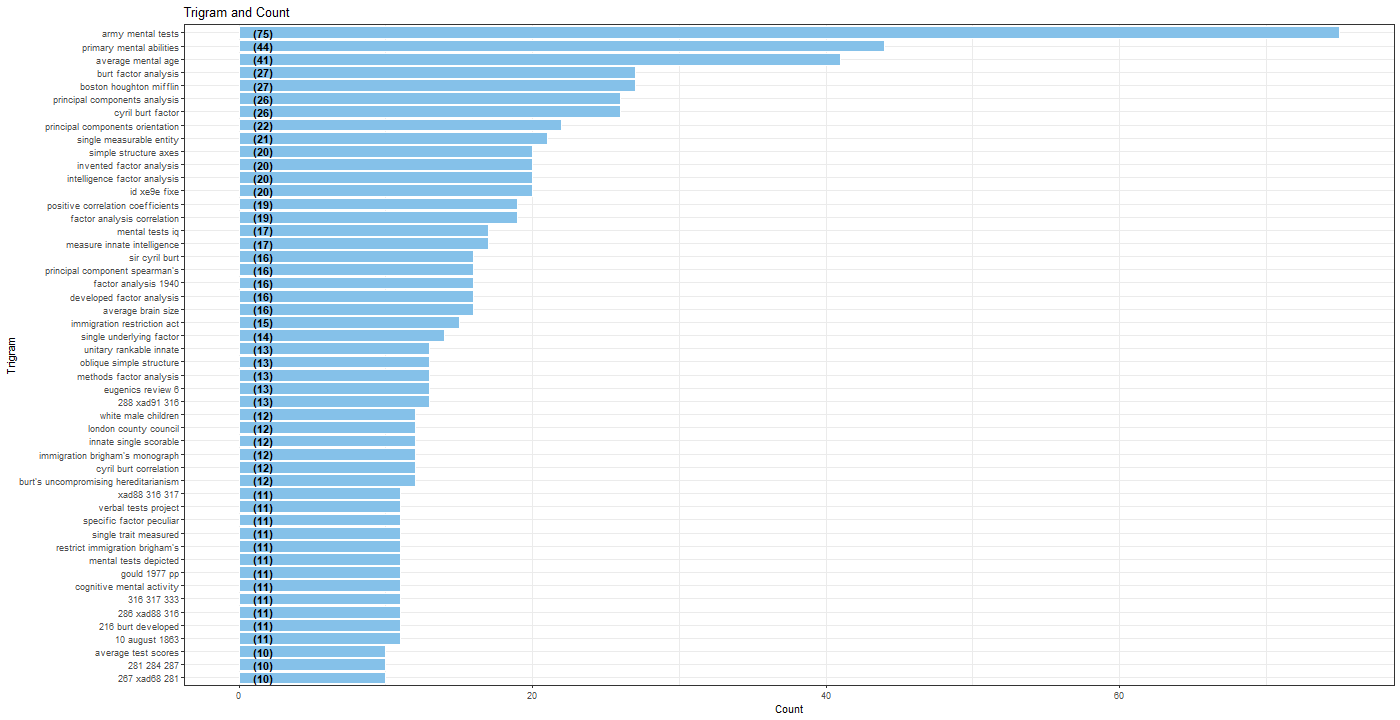 Trigram and Count
army mental tests (75)
primary mental abilities (44)
average mental age (41)
burt factor analysis (27)
boston houghton mifflin (27)
principal components analysis (26)
cyril burt factor (26)
principal components orientation (22)
single measurable entity (21)
simple structure axes (20)
invented factor analysis (20)
intelligence factor analysis (20)
id xe9e fixe (20)
positive correlation coefficients (19)
factor analysis correlation (19)
mental tests iq (17)
measure innate intelligence (17)
sir cyril burt (16)
principal component spearman's (16)
factor analysis 1940 (16)
developed factor analysis (16)
average brain size (16)
immigration restriction act (15)
single underlying factor (14)
unitary rankable innate (13)
oblique simple structure (13)
methods factor analysis (13)
eugenics review 6 (13)
288 xad91 316 (13)
white male children (12)
london county council (12)
innate single scorable (12)
immigration brigham's monograph (12)
cyril burt correlation (12)
burt's uncompromising hereditarianism (12)
xad88 316 317 (11)
verbal tests project (11)
specific factor peculiar (11)
single trait measured (11)
restrict immigration brigham's (11)
mental tests depicted (11)
gould 1977 pp (11)
cognitive mental activity (11)
316 317 333 (11)
286 xad88 316 (11)
216 burt developed (11)
10 august 1863 (11)
average test scores (10)
281 284 287 (10)
267 xad68 281 (10)
0 20 40 60
Count
Trigram